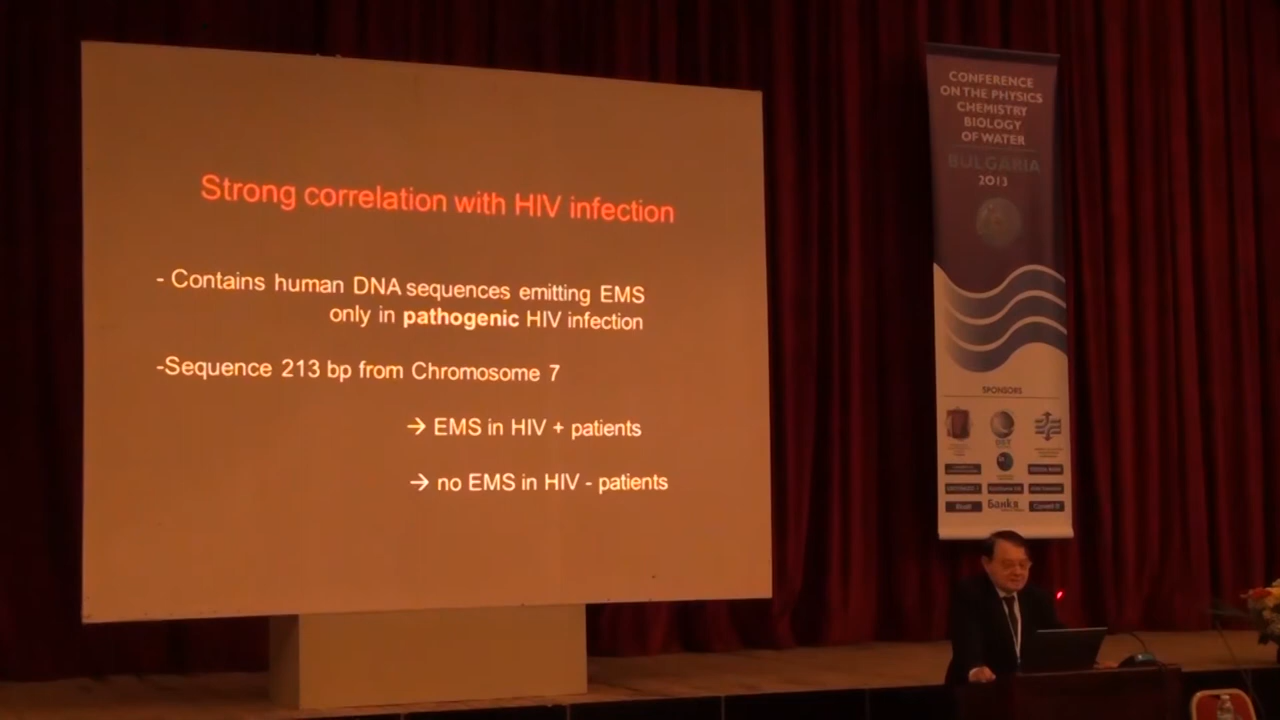 Strong correlation with HIV infection
- Contains human DNA sequences emitting EMS
only in pathogenic HIV infection
-Sequence 213 bp from Chromosome 7
→ EMS in HIV + patients
→ no EMS in HIV - patients
CONFERENCE
ON THE PHYSICS
CHEMISTRY
BIOLOGY
OF WATER
BULGARIA
2013
SPONSORS
Банкя